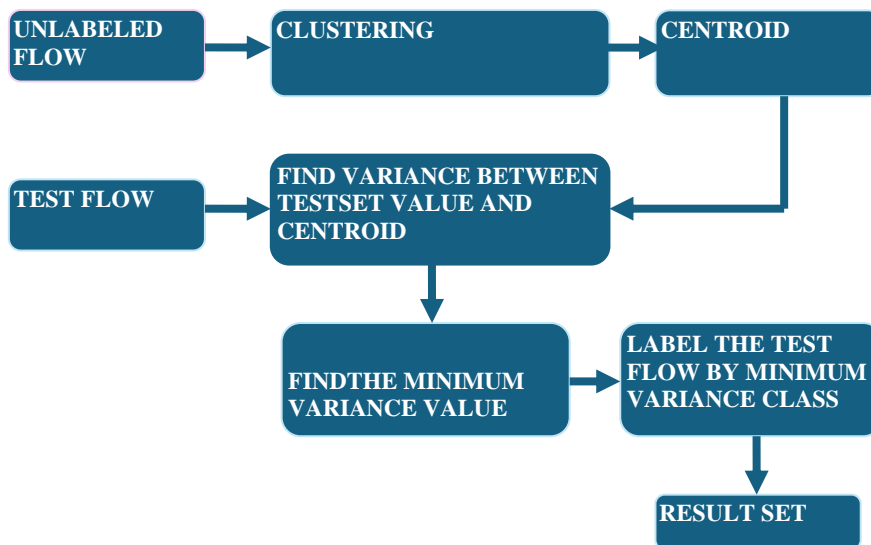 UNLABELED
FLOW
CLUSTERING
CENTROID
TEST FLOW
FIND VARIANCE BETWEEN
TESTSET VALUE AND
CENTROID
FINDTHE MINIMUM
VARIANCE VALUE
LABEL THE TEST
FLOW BY MINIMUM
VARIANCE CLASS
RESULT SET